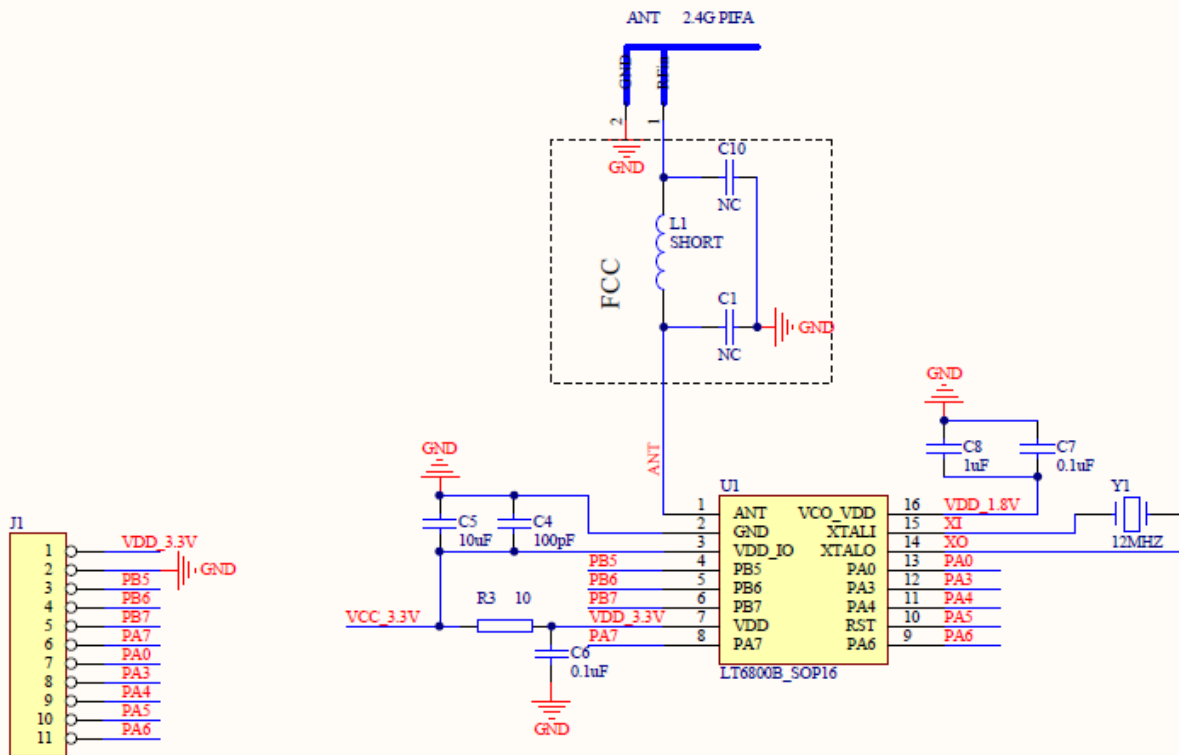 ANT 2.4G PIFA
GND
RFin
2
1
GND
C10
NC
L1
SHORT
FCC
C1
GND
NC
GND
C8
1uF
C7
0.1uF
ANT
GND
C5
10uF
C4
100pF
U1
1 ANT VCO_VDD 16 VDD_1.8V
2 GND XTALI 15 XI
3 VDD_IO XTALO 14 XO
PB5 4 PB5 PA0 13 PA0
PB6 5 PB6 PA3 12 PA3
PB7 6 PB7 PA4 11 PA4
VDD_3.3V 7 VDD RST 10 PA5
PA7 8 PA7 PA6 9 PA6
LT6800B_SOP16
Y1
12MHZ
VCC_3.3V
R3 10
C6
0.1uF
GND
J1
1 VDD_3.3V
2 GND
3 PB5
4 PB6
5 PB7
6 PA7
7 PA0
8 PA3
9 PA4
10 PA5
11 PA6